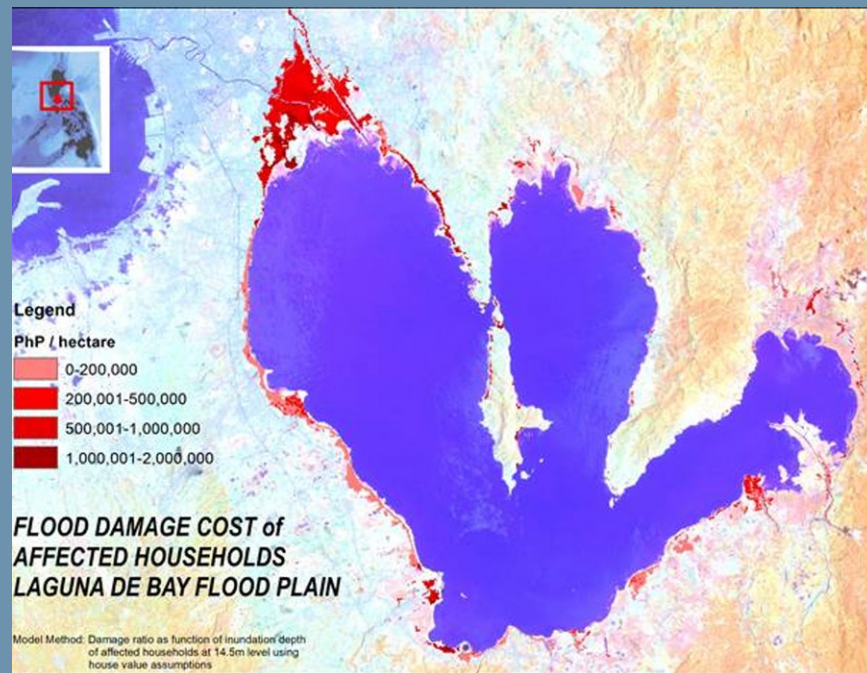 Legend
PhP / hectare
0-200,000
200,001-500,000
500,001-1,000,000
1,000,001-2,000,000
FLOOD DAMAGE COST of
AFFECTED HOUSEHOLDS
LAGUNA DE BAY FLOOD PLAIN
Model Method: Damage ratio as function of inundation depth
of affected households at 14.5m level using
house value assumptions